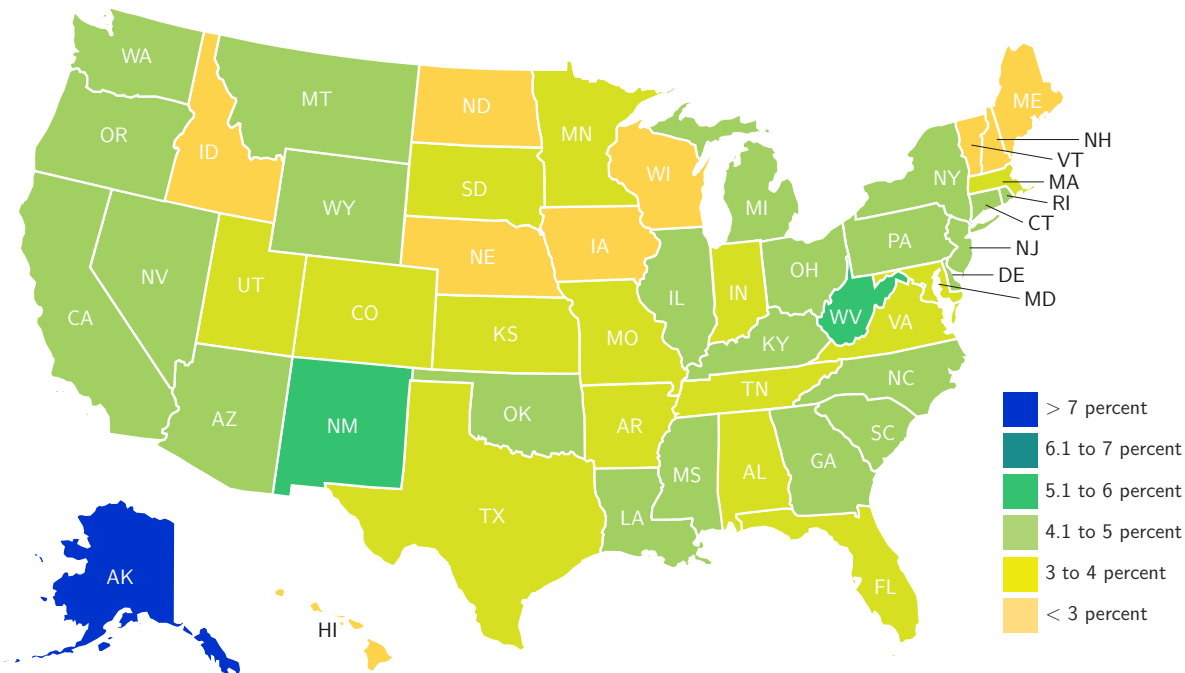 WA
MT
ND
MN
ME
OR
ID
WI
NH
VT
SD
NY
MA
RI
WY
MI
CT
NE
IA
PA
NJ
NV
UT
OH
DE
IL
IN
MD
CA
CO
WV
VA
KS
MO
KY
TN
NC
AZ
NM
OK
AR
SC
MS
AL
GA
TX
LA
AK
FL
HI
> 7 percent
6.1 to 7 percent
5.1 to 6 percent
4.1 to 5 percent
3 to 4 percent
< 3 percent